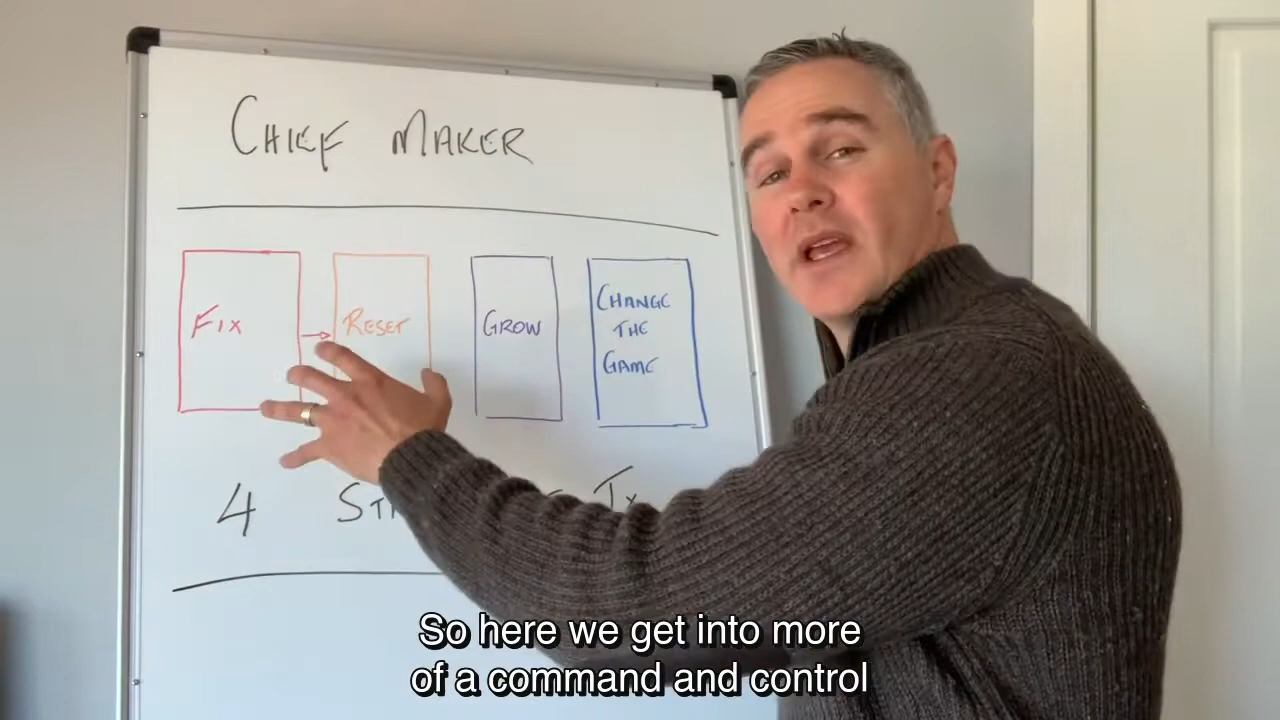 CHIEF MAKER
FIX
RESET
GROW
CHANGE
THE
GAME
4
So here we get into more
of a command and control